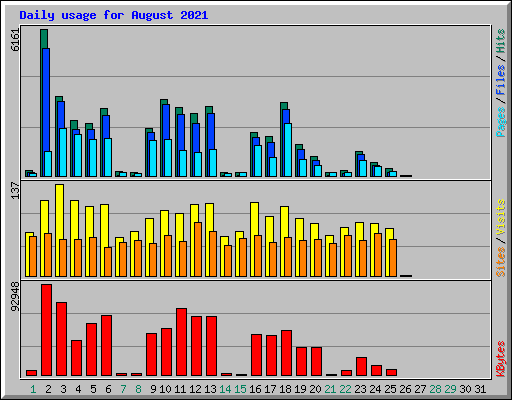 Daily usage for August 2021
6161
Pages / Files / Hits
137
Sites / Visits
92948
KBytes
1 2 3 4 5 6 7 8 9 10 11 12 13 14 15 16 17 18 19 20 21 22 23 24 25 26 27 28 29 30 31